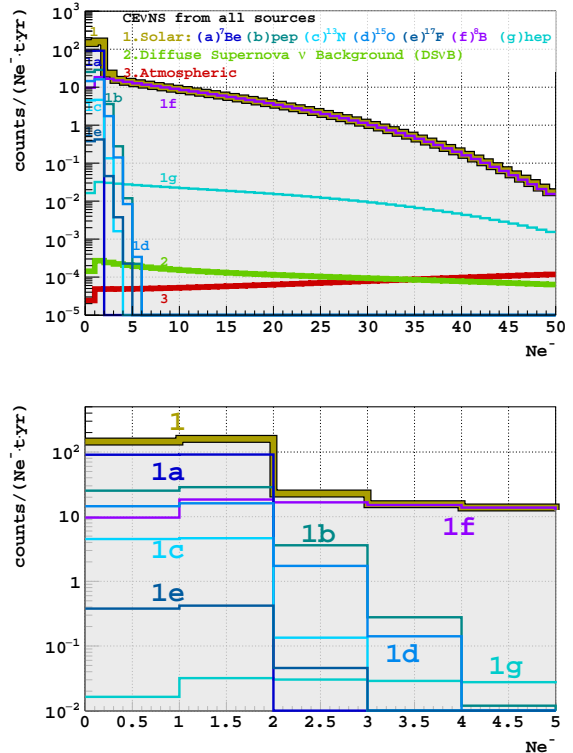 CEνNS from all sources
1.Solar: (a)⁷Be(b)pep (c)¹³N (d)¹⁵O (e)¹⁷F (f)⁸B (g)hep
2.Diffuse Supernova ν Background (DSνB)
3.Atmospheric
counts/(Ne⁻·t·yr)
10³
10²
10
1
10⁻¹
10⁻²
10⁻³
10⁻⁴
10⁻⁵
1
1a
1b
1c
1e
1f
1g
1d
2
3
0 5 10 15 20 25 30 35 40 45 50
Ne⁻
counts/(Ne⁻·t·yr)
10²
10
1
10⁻¹
10⁻²
1
1a
1b
1f
1c
1e
1d
1g
0 0.5 1 1.5 2 2.5 3 3.5 4 4.5 5
Ne⁻